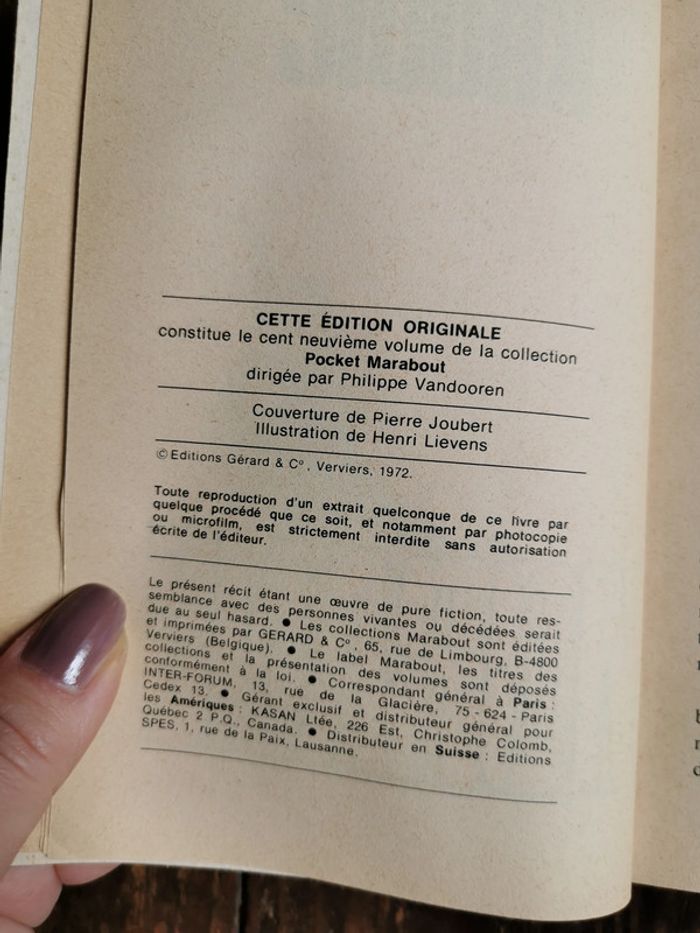 CETTE ÉDITION ORIGINALE
constitue le cent neuvième volume de la collection
Pocket Marabout
dirigée par Philippe Vandooren
Couverture de Pierre Joubert
Illustration de Henri Lievens
© Editions Gérard & C°, Verviers, 1972.
Toute reproduction d'un extrait quelconque de ce livre par
quelque procédé que ce soit, et notamment par photocopie
ou microfilm, est strictement interdite sans autorisation
écrite de l'éditeur.
Le présent récit étant une œuvre de pure fiction, toute res-
semblance avec des personnes vivantes ou décédées serait
due au seul hasard. ● Les collections Marabout sont éditées
et imprimées par GERARD & C°, 65, rue de Limbourg, B-4800
Verviers (Belgique). ● Le label Marabout, les titres des
collections et la présentation des volumes sont déposés
conformément à la loi. ● Correspondant général à Paris :
INTER-FORUM, 13, rue de la Glacière, 75 - 624 - Paris
Cedex 13. ● Gérant exclusif et distributeur général pour
les Amériques : KASAN Ltée, 226 Est, Christophe Colomb,
Québec 2 P.Q., Canada. ● Distributeur en Suisse : Editions
SPES, 1, rue de la Paix, Lausanne.